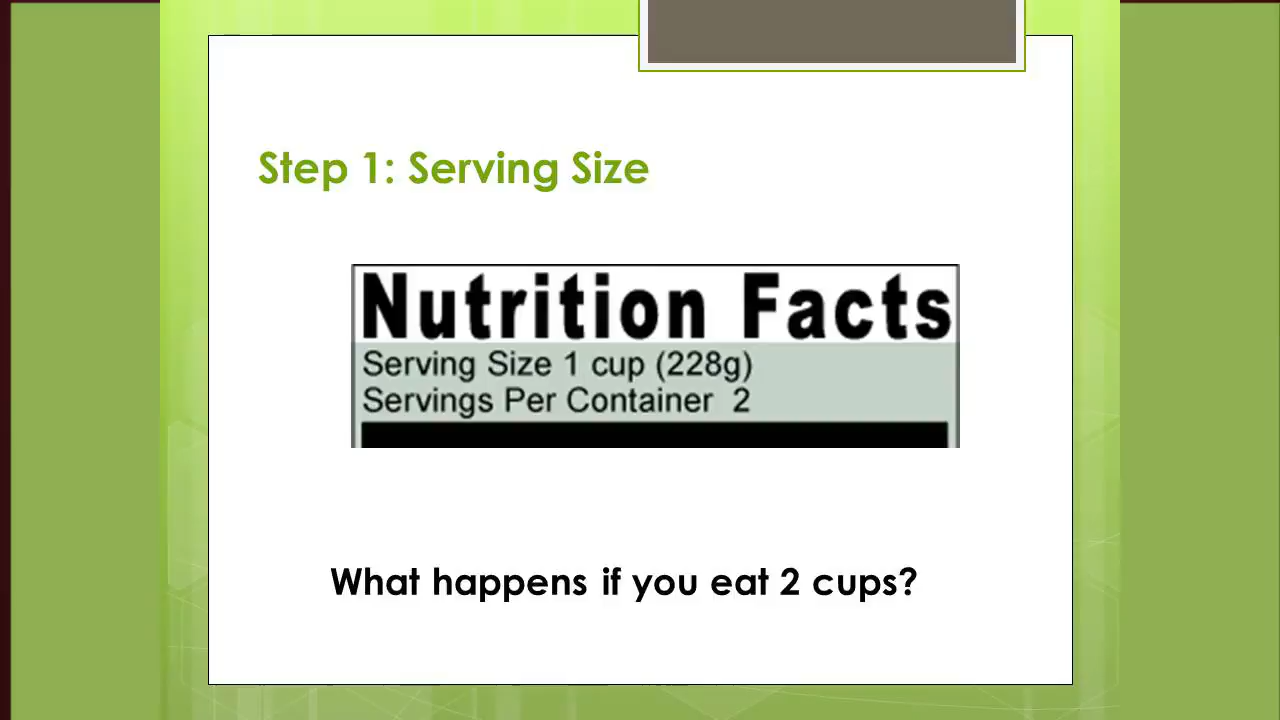 Step 1: Serving Size
Nutrition Facts
Serving Size 1 cup (228g)
Servings Per Container 2
What happens if you eat 2 cups?